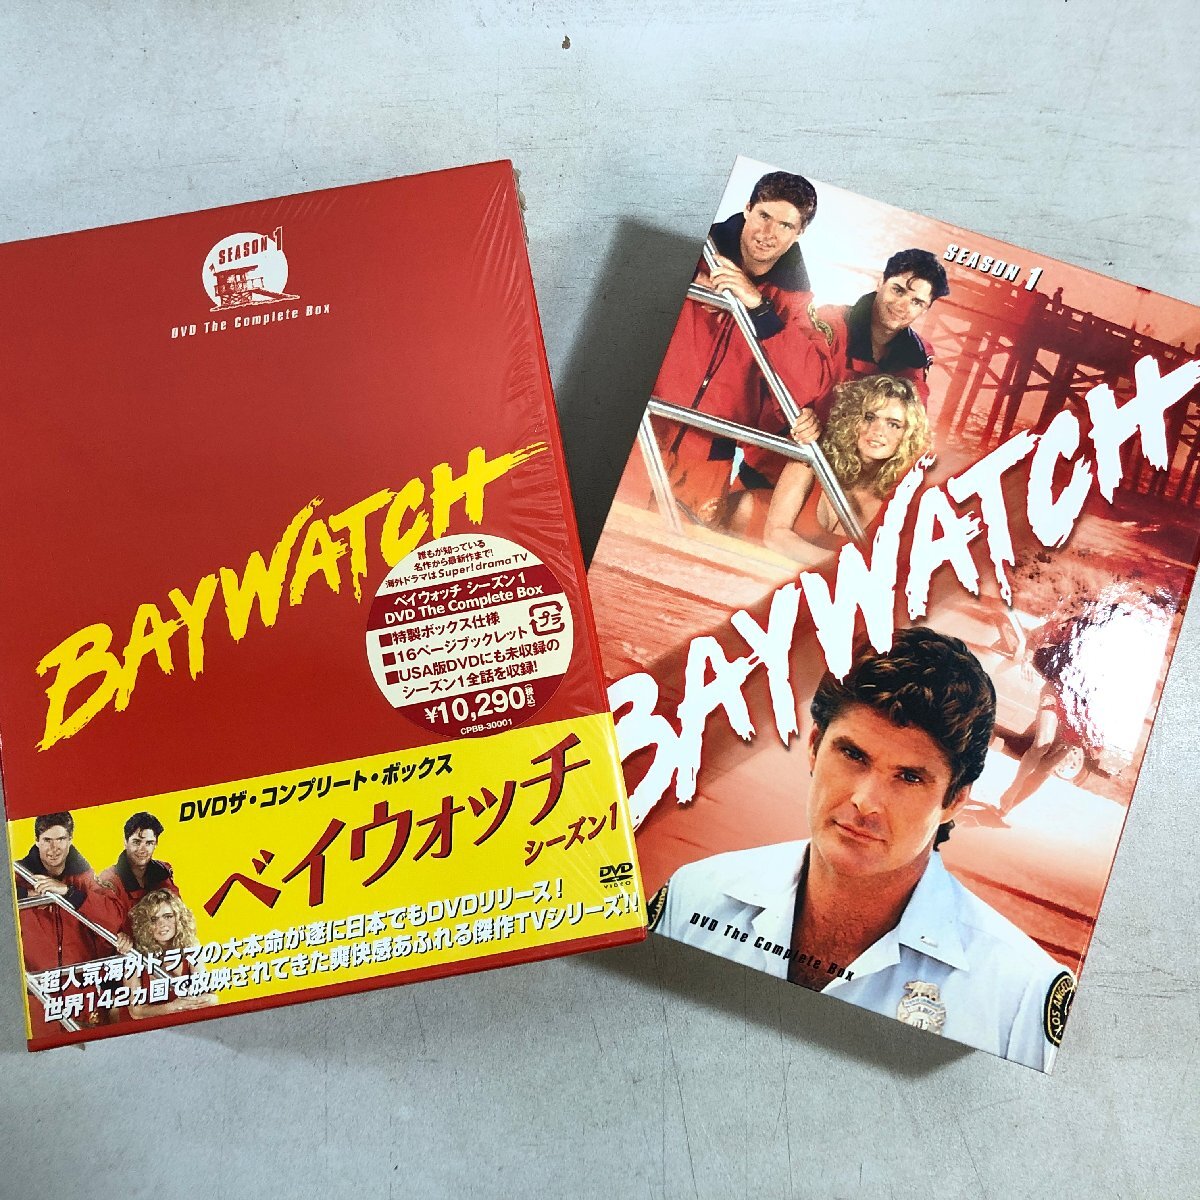 SEASON 1
DVD The Complete Box
BAYWATCH
誰もが知っている
名作から最新作まで!
海外ドラマはSuper! drama TV
ベイウォッチ シーズン1
DVD The Complete Box
■特製ボックス仕様
■16ページブックレット
プラ
■USA版DVDにも未収録の
シーズン1全話を収録!
¥10,290(税込)
CPBB-30001
DVDザ・コンプリート・ボックス
ベイウォッチ
シーズン1
DVD
VIDEO
超人気海外ドラマの大本命が遂に日本でもDVDリリース!
世界142ヵ国で放映されてきた爽快感あふれる傑作TVシリーズ!!
SEASON 1
BAYWATCH
DVD The Complete Box
LOS ANGEL